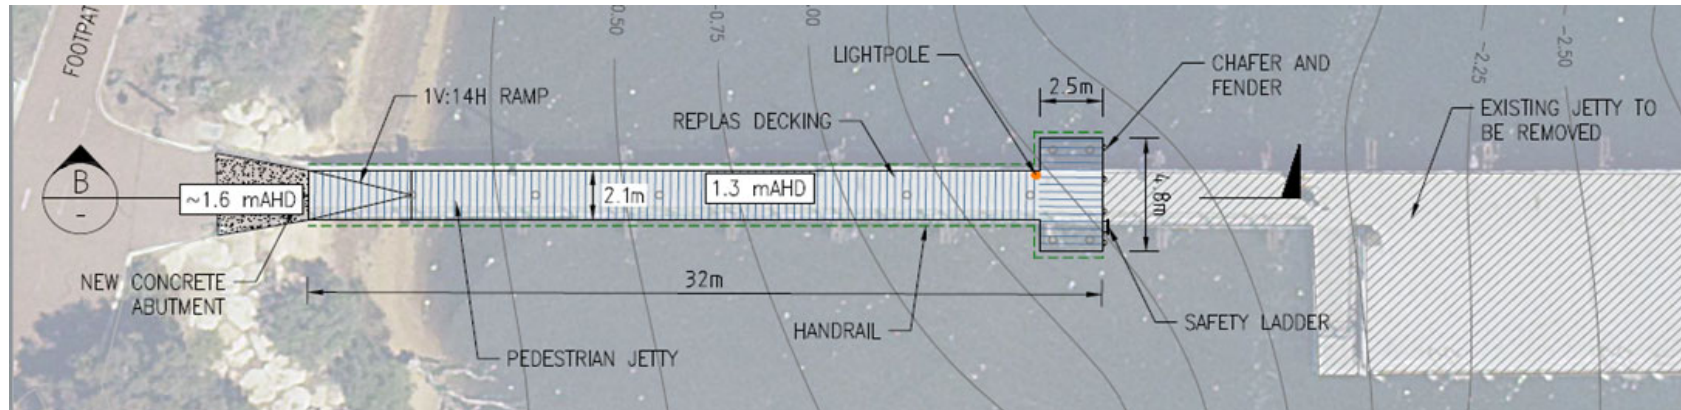 FOOTPAT
0.50
-0.75
.00
-2.25
-2.50
LIGHTPOLE
CHAFER AND
FENDER
2.5m
1V:14H RAMP
REPLAS DECKING
EXISTING JETTY TO
BE REMOVED
B
-
~1.6 mAHD
2.1m
1.3 mAHD
4.8m
NEW CONCRETE
ABUTMENT
32m
HANDRAIL
SAFETY LADDER
PEDESTRIAN JETTY